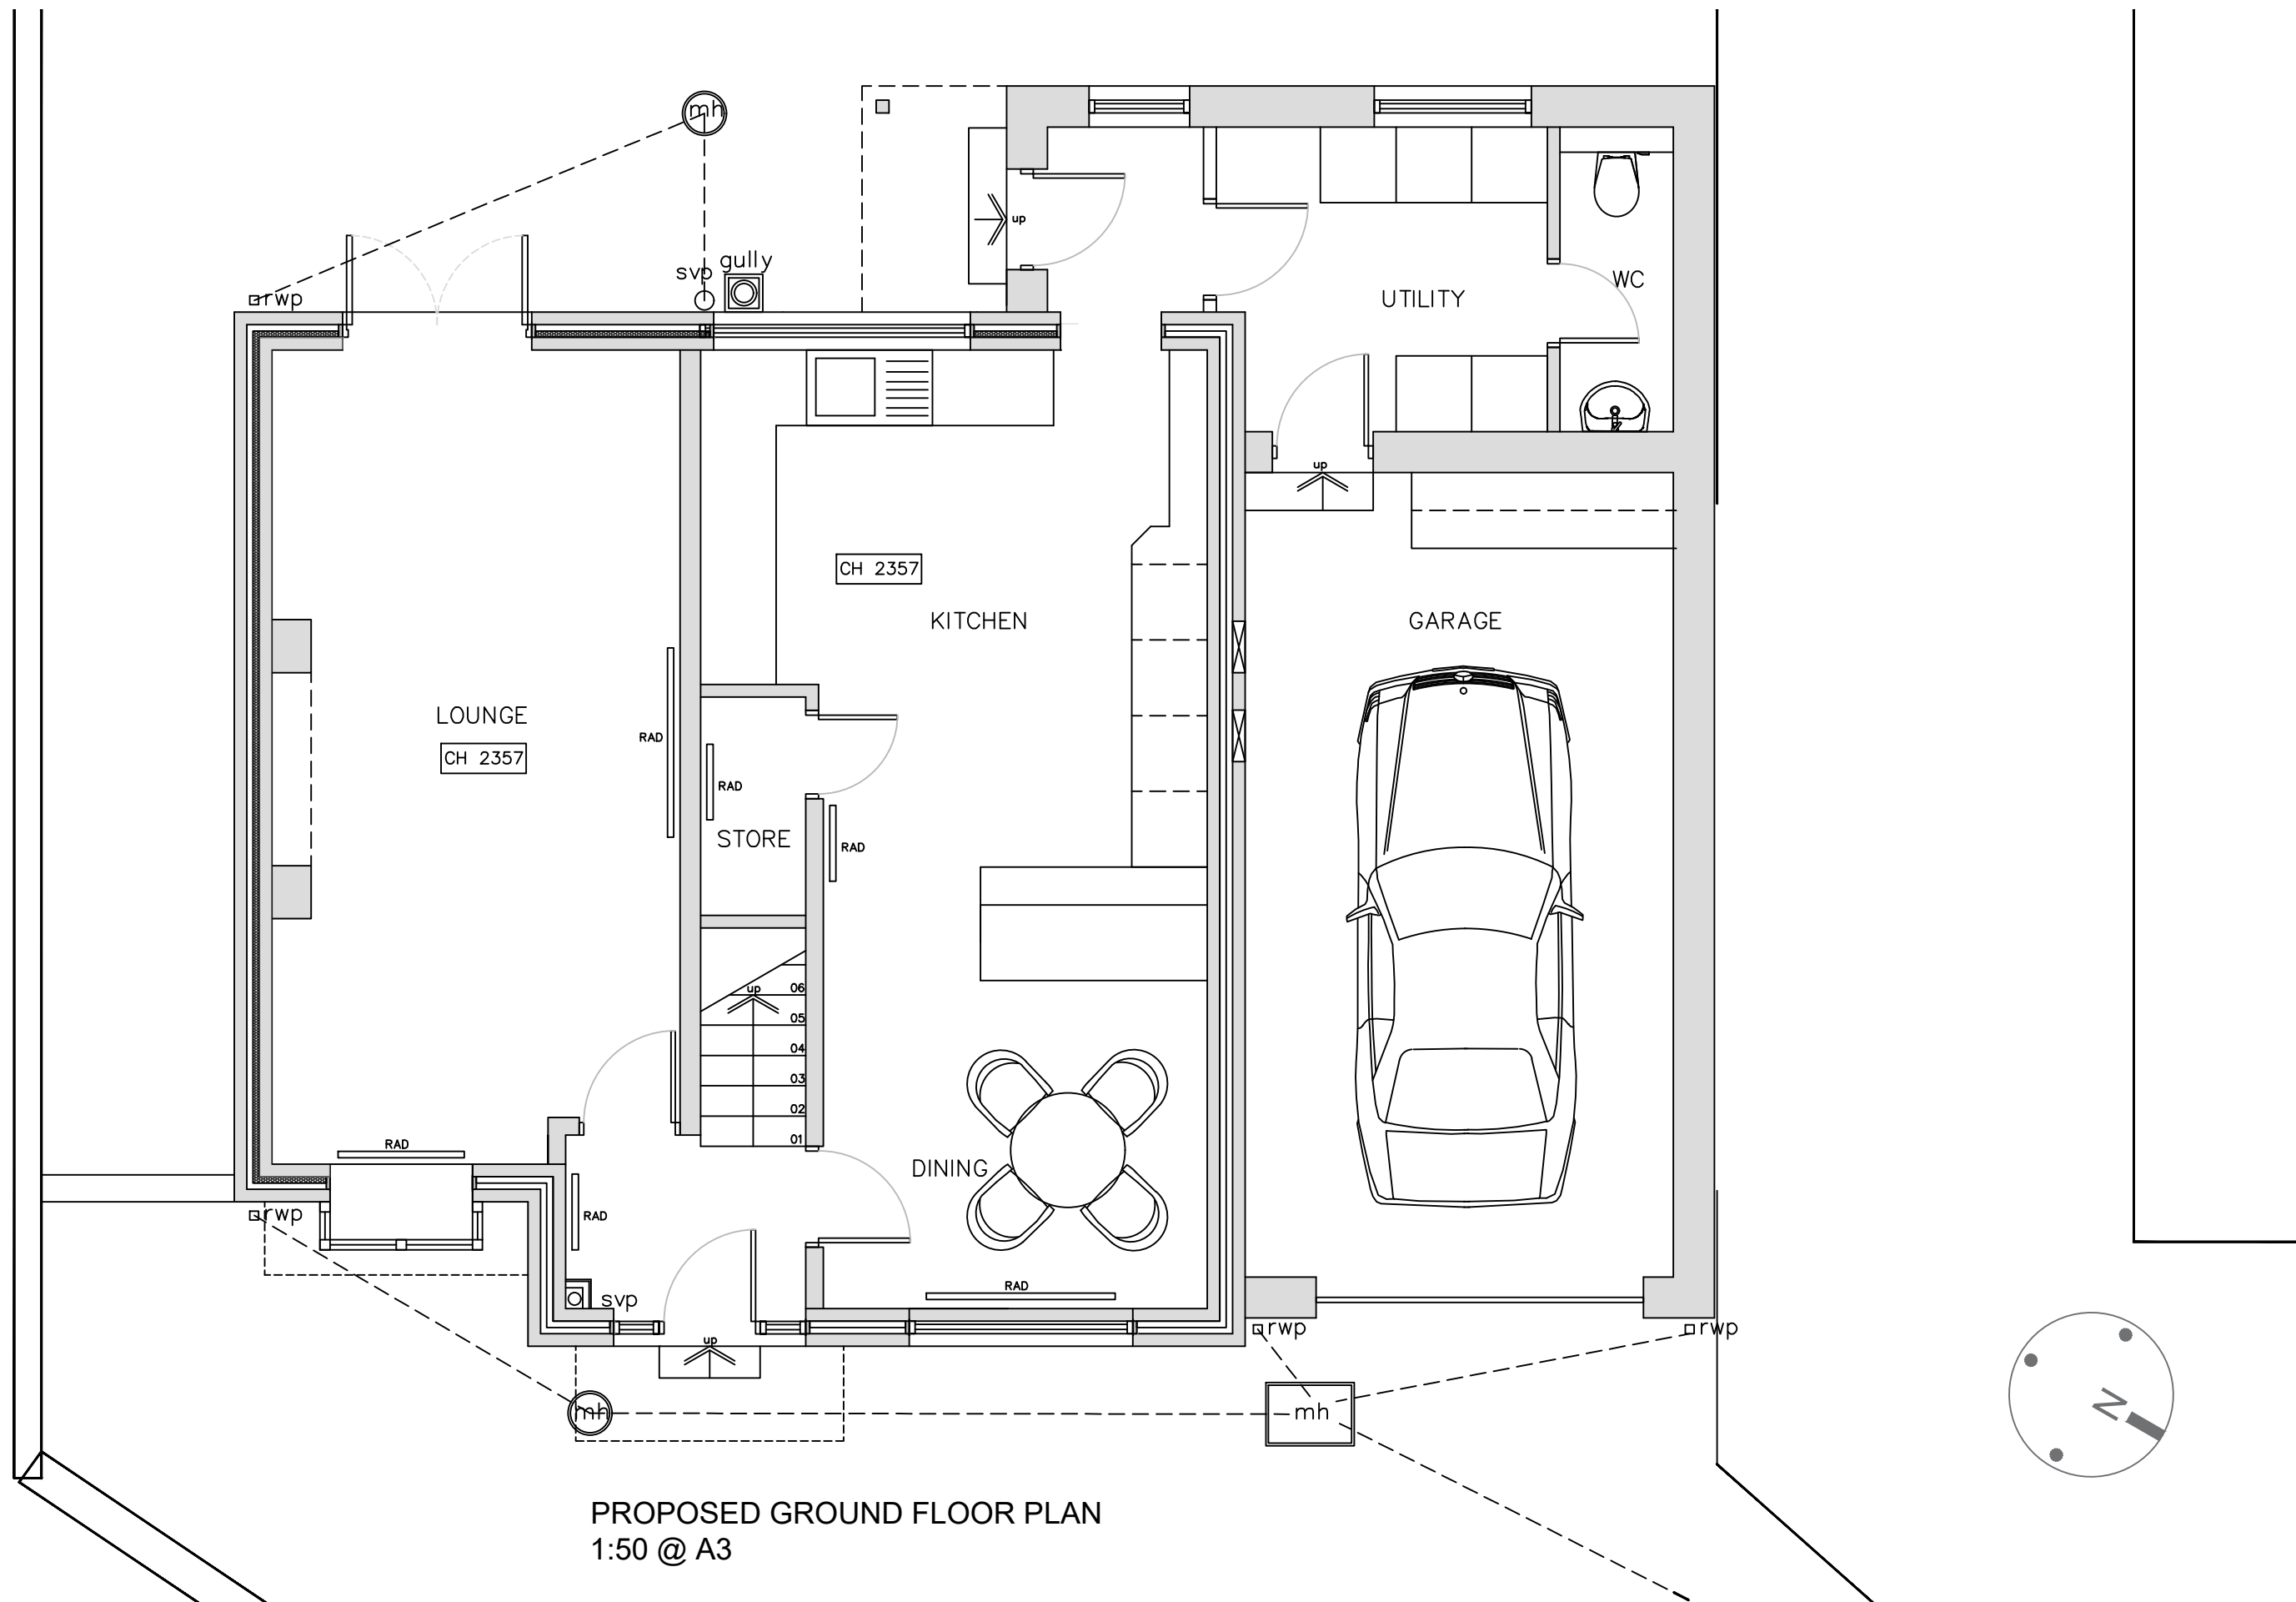 mh
up
svp gully
rwp
WC
UTILITY
up
CH 2357
KITCHEN
GARAGE
LOUNGE
CH 2357
RAD
RAD
STORE
RAD
up
06
05
04
03
02
01
RAD
DINING
RAD
RAD
rwp
svp
up
rwp
rwp
mh
mh
N
PROPOSED GROUND FLOOR PLAN
1:50 @ A3